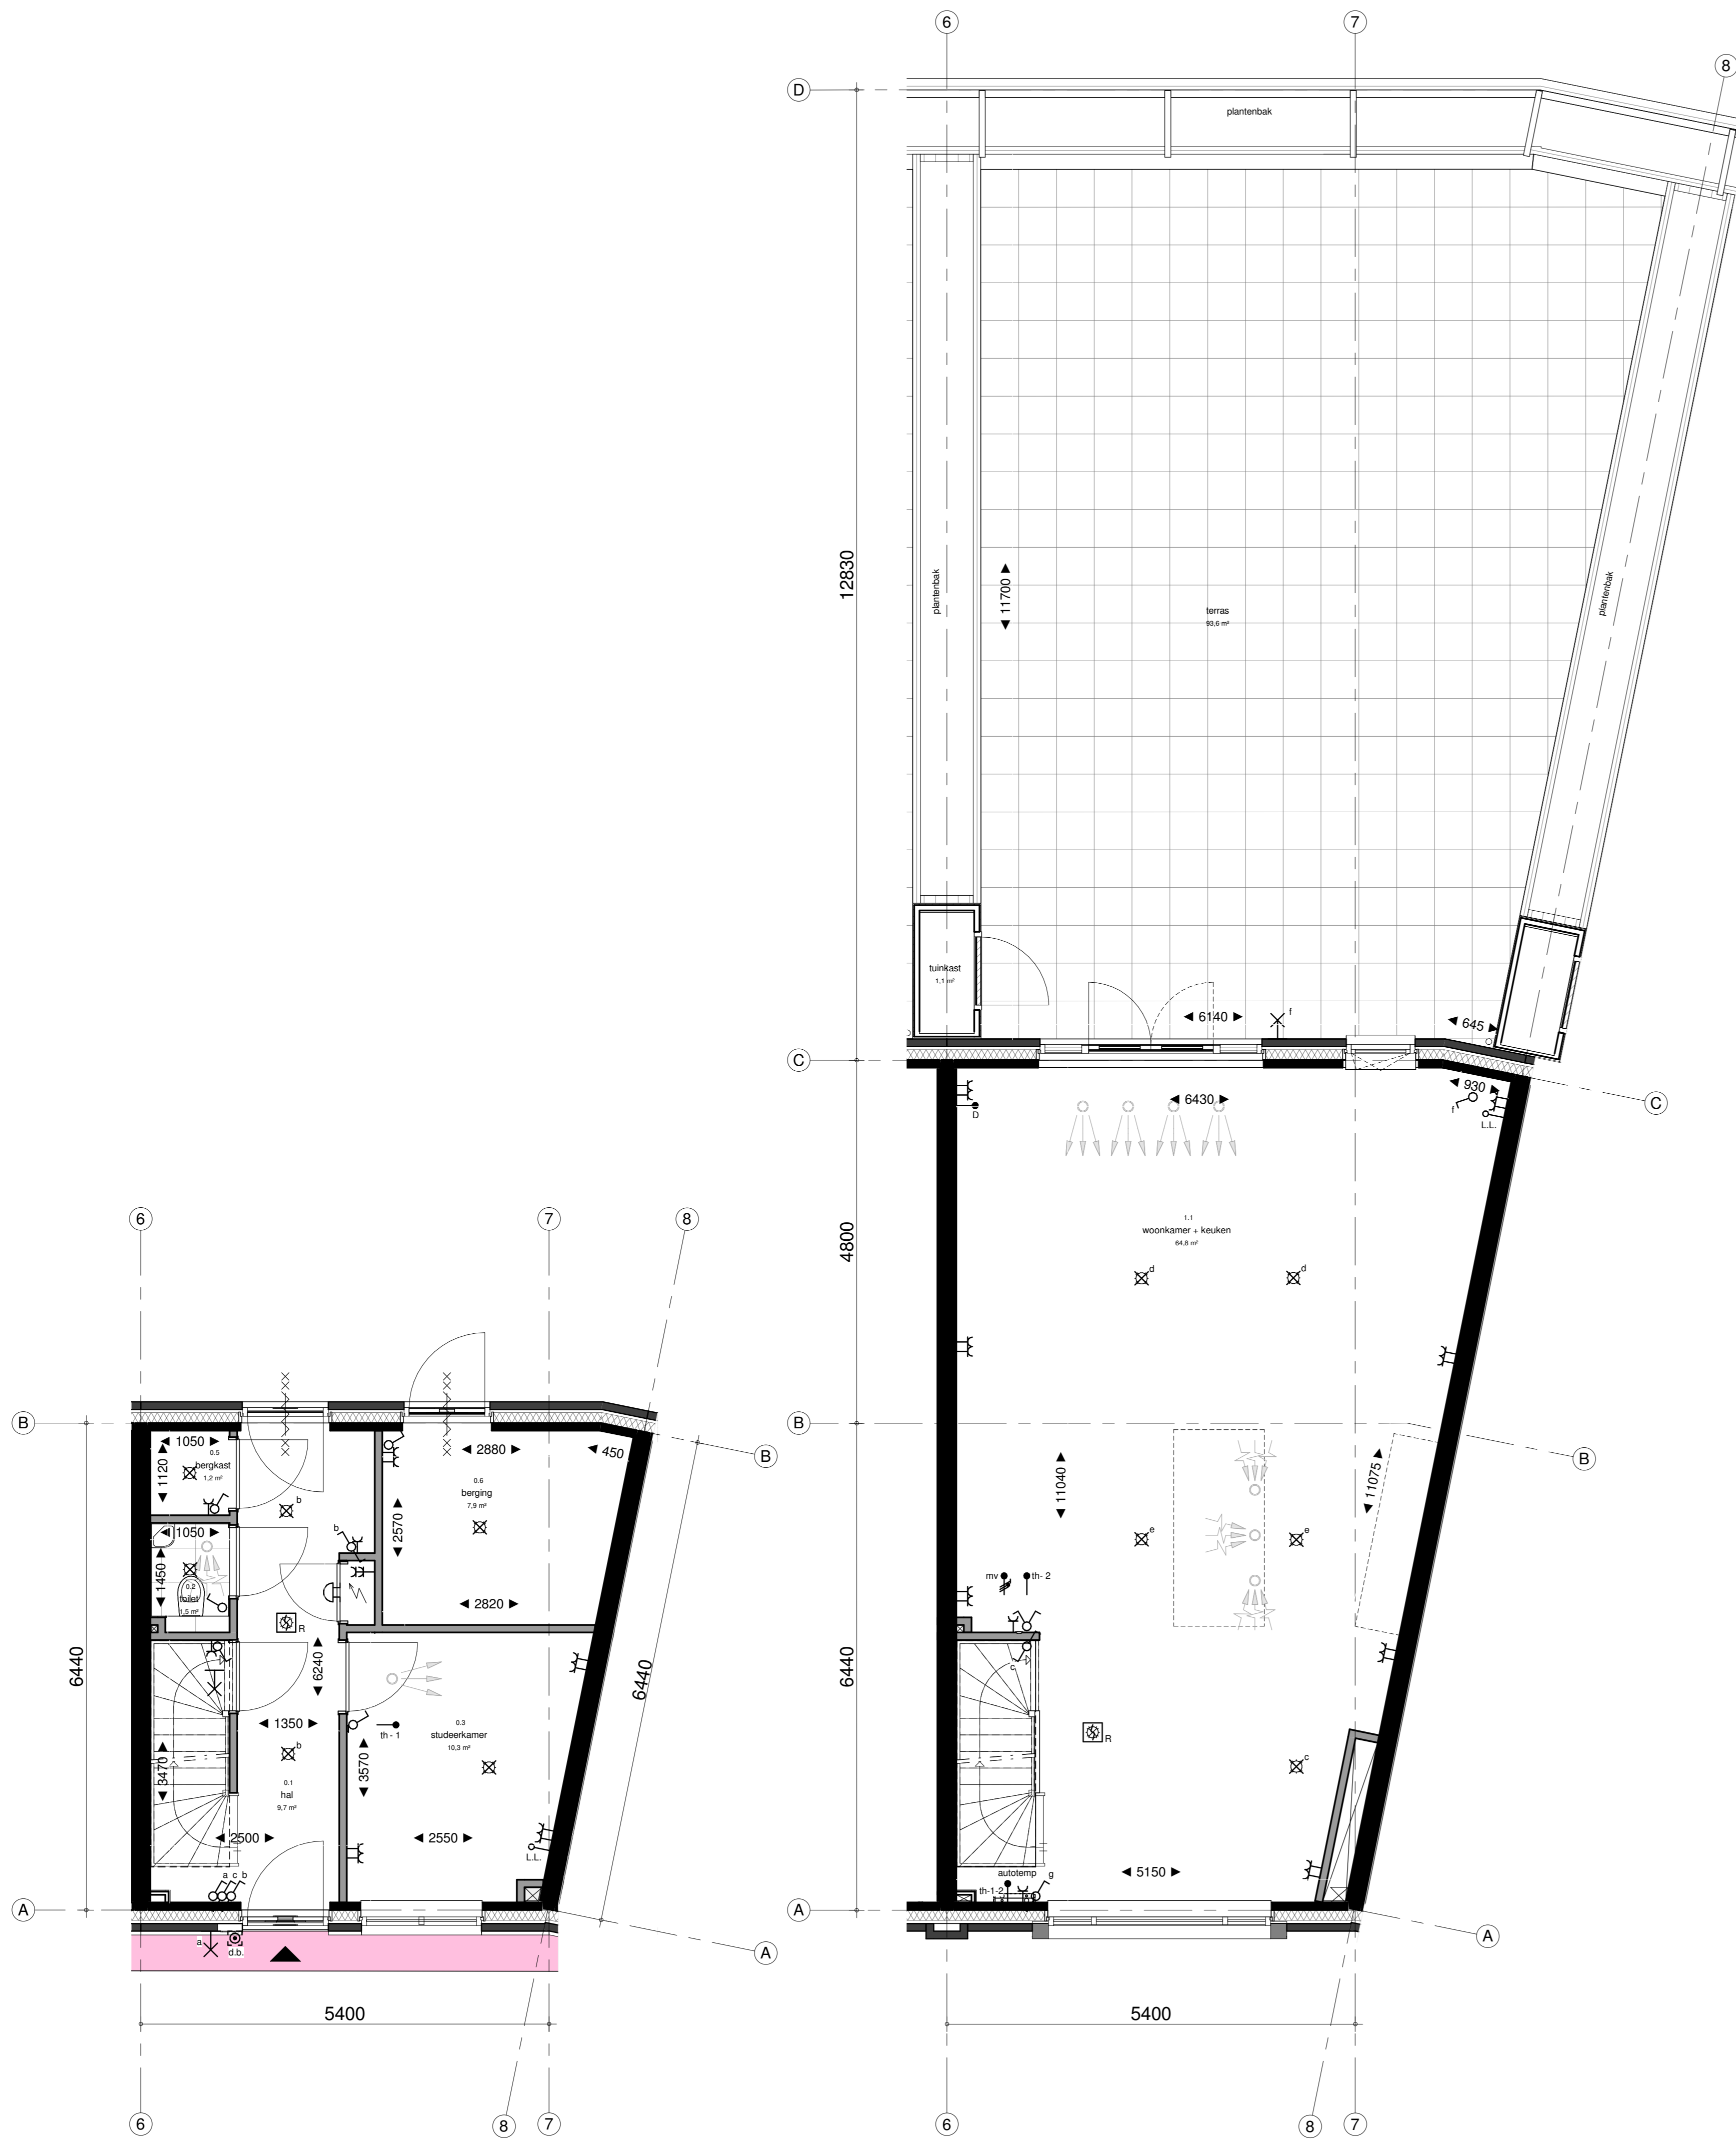 6
7
8
D
plantenbak
12830
plantenbak
11700
terras
93,6 m²
plantenbak
tuinkast
1,1 m²
6140
f
645
C
C
930
f
L.L.
D
6430
4800
1.1
woonkamer + keuken
64,8 m²
d
d
B
B
11040
11075
e
e
mv
th- 2
6440
c
R
c
autotemp
g
th-1-2
5150
A
A
5400
6
8
7
6
7
8
B
B
1050
0.5
bergkast
1,2 m²
1120
b
2880
450
0.6
berging
7,9 m²
2570
b
1050
1450
0.2
toilet
1,5 m²
2820
R
6440
6240
6440
1350
th - 1
0.3
studeerkamer
10,3 m²
b
3470
3570
0.1
hal
9,7 m²
2500
2550
L.L.
a c b
A
a
d.b.
A
5400
6
8
7